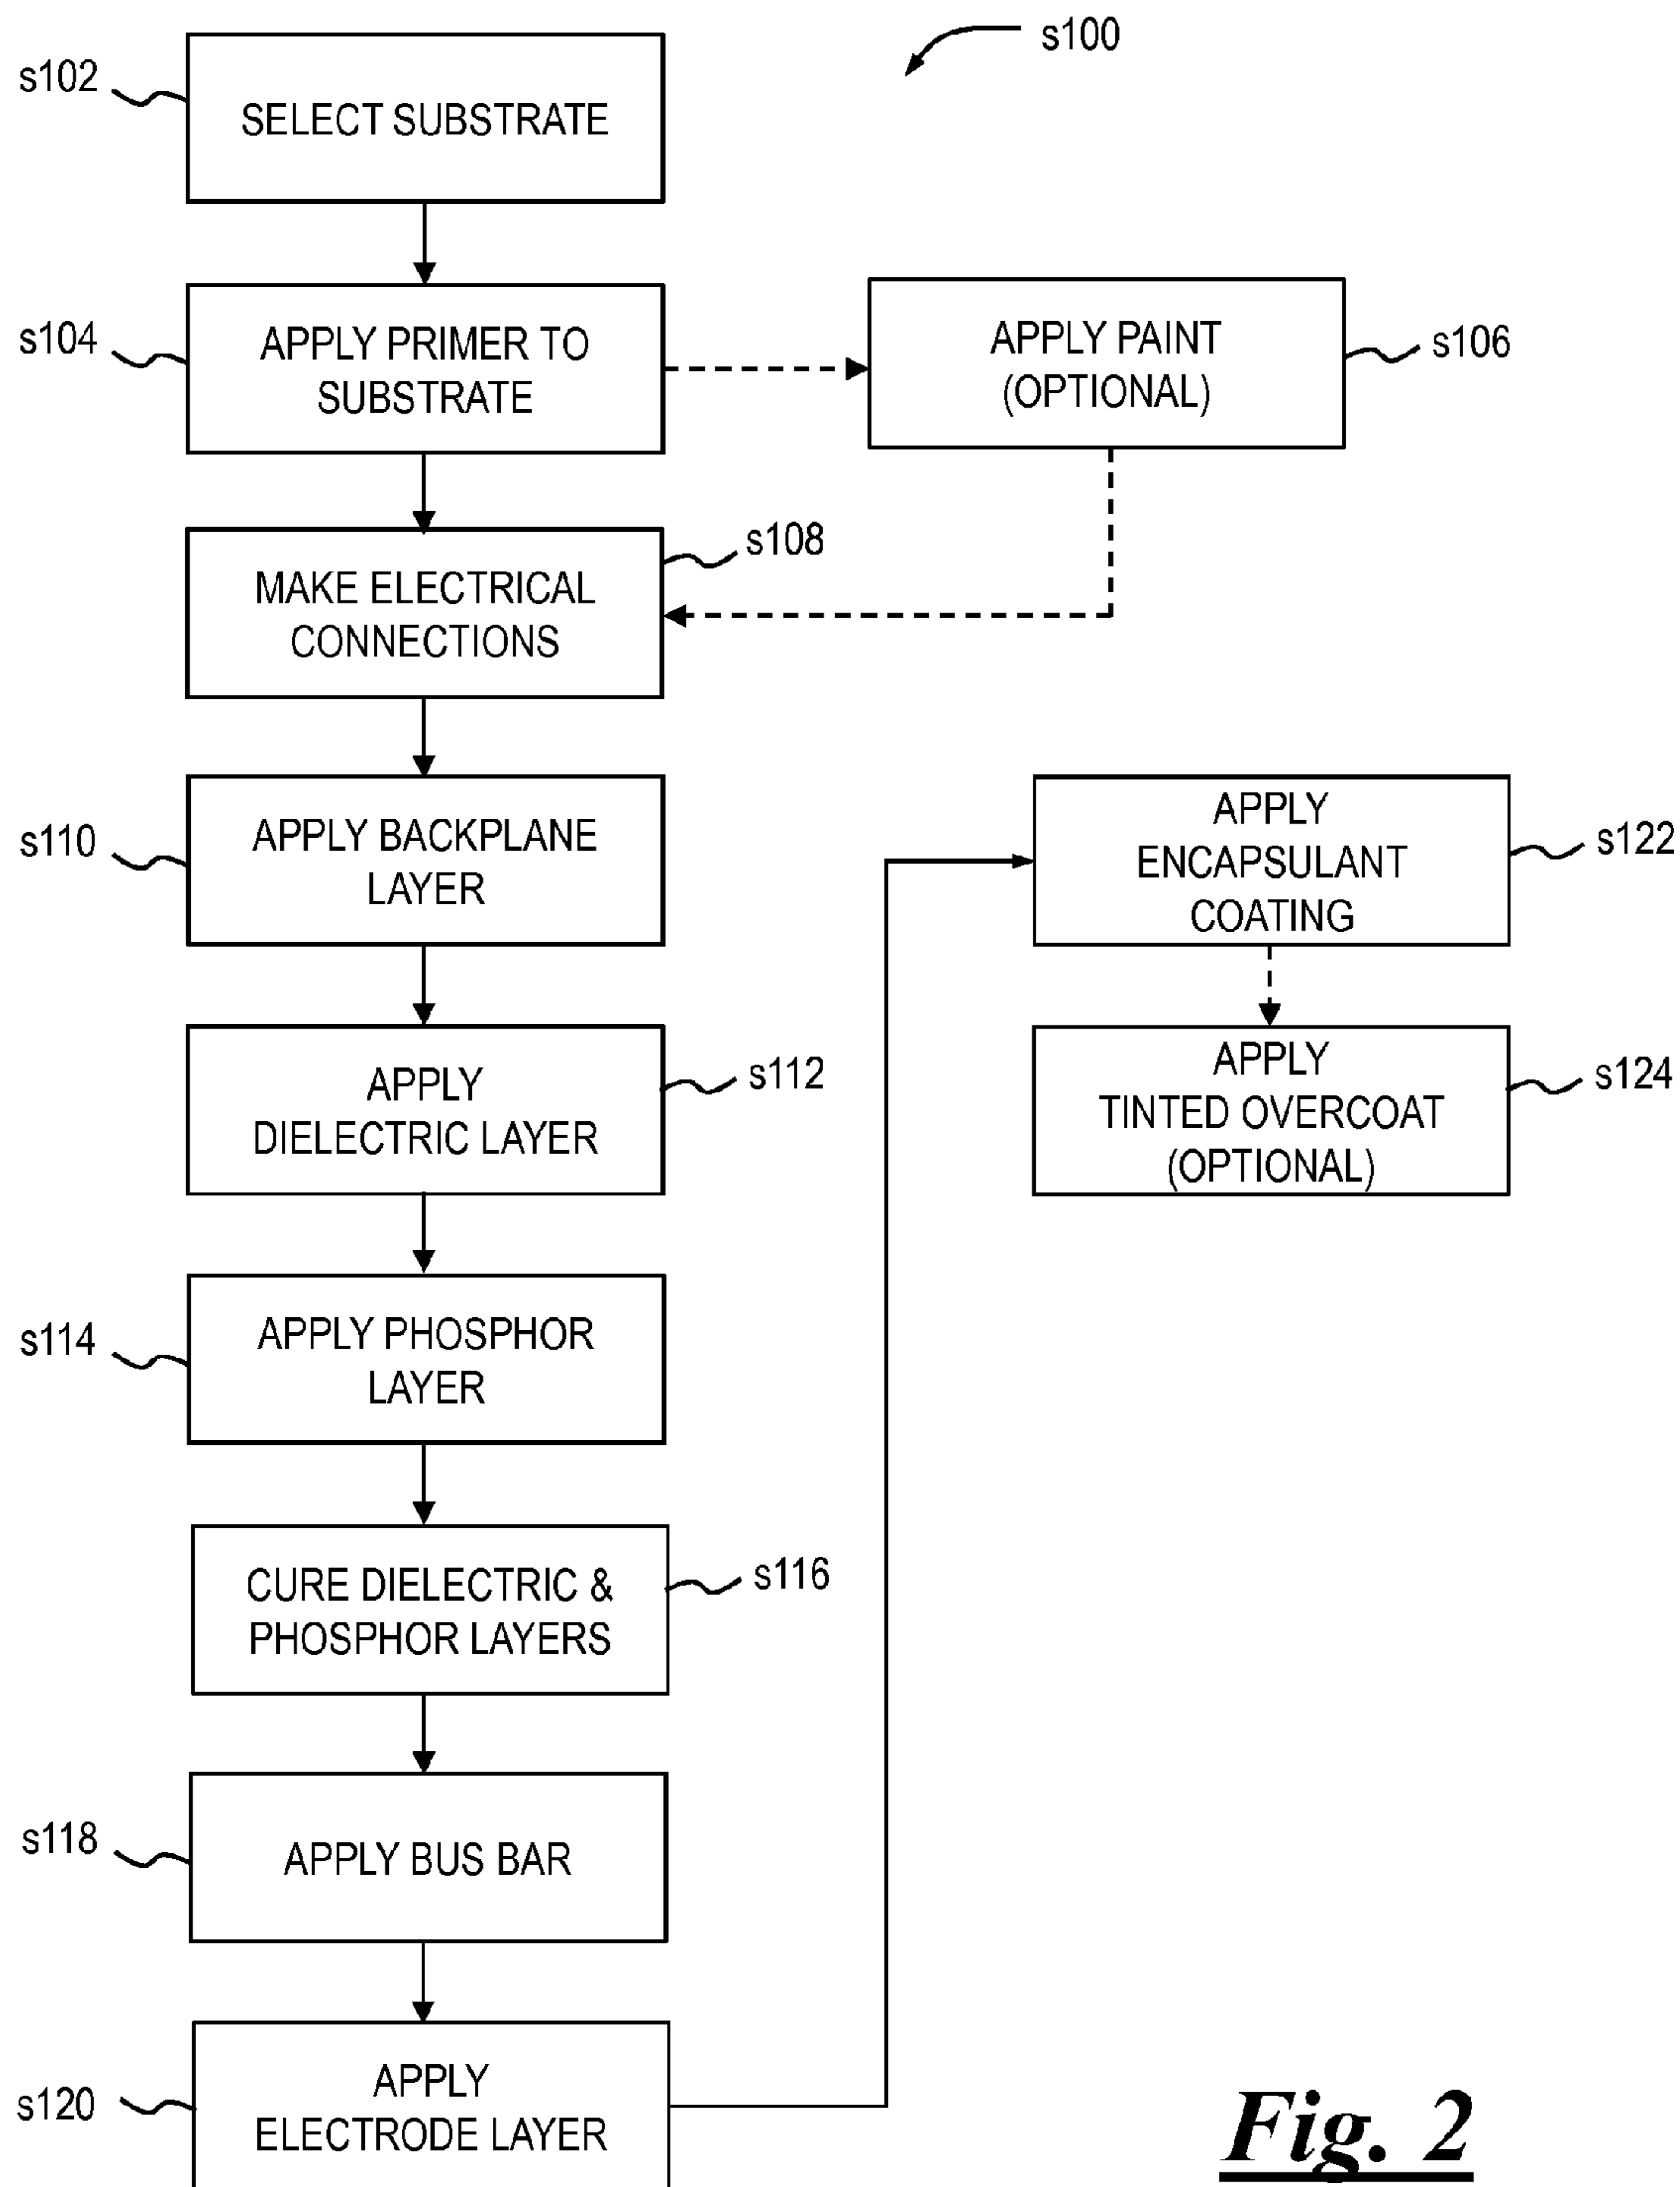 s100
s102
SELECT SUBSTRATE
s104
APPLY PRIMER TO
SUBSTRATE
APPLY PAINT
(OPTIONAL)
s106
s108
MAKE ELECTRICAL
CONNECTIONS
s110
APPLY BACKPLANE
LAYER
APPLY
DIELECTRIC LAYER
s112
s114
APPLY PHOSPHOR
LAYER
CURE DIELECTRIC &
PHOSPHOR LAYERS
s116
s118
APPLY BUS BAR
s120
APPLY
ELECTRODE LAYER
APPLY
ENCAPSULANT
COATING
s122
APPLY
TINTED OVERCOAT
(OPTIONAL)
s124
Fig. 2